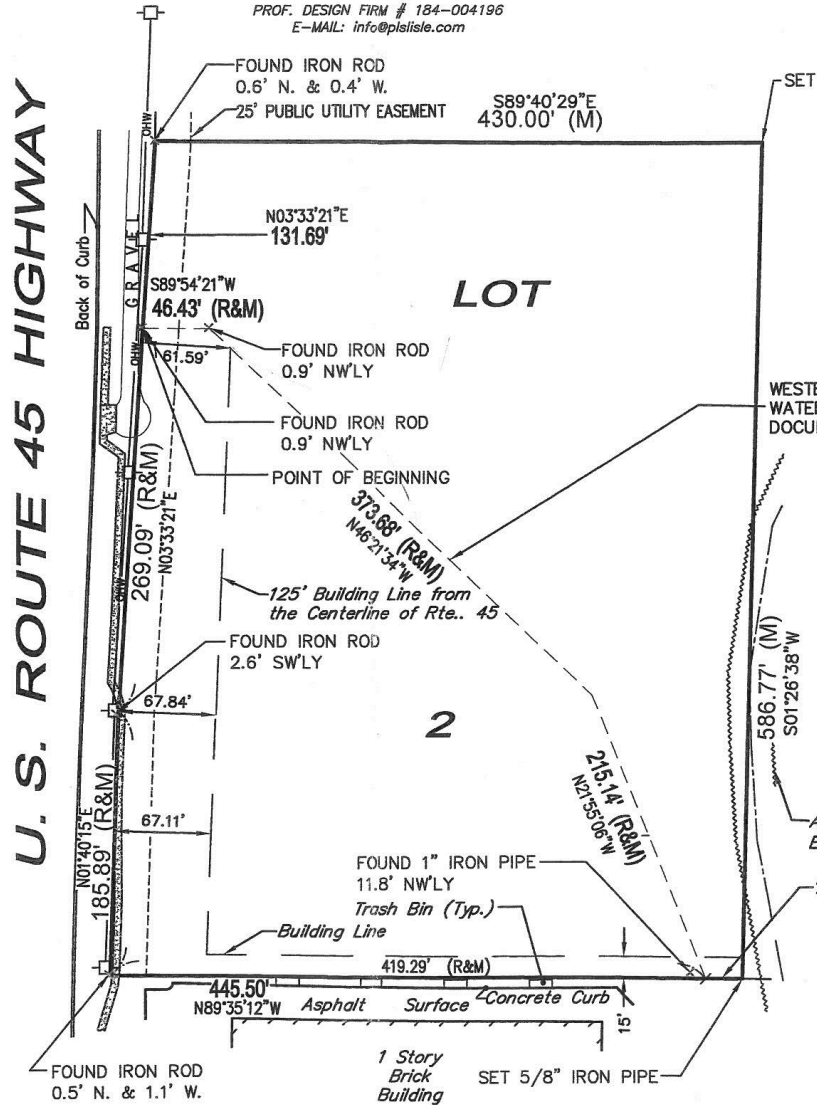 PROF. DESIGN FIRM # 184-004196
E-MAIL: info@plslisle.com
FOUND IRON ROD
0.6' N. & 0.4' W.
25' PUBLIC UTILITY EASEMENT
S89°40'29"E
430.00' (M)
SET
OHW
U. S. ROUTE 45 HIGHWAY
Back of Curb
GRAVEL
N03°33'21"E
131.69'
LOT
S89°54'21"W
46.43' (R&M)
OHW
61.59'
FOUND IRON ROD
0.9' NW'LY
FOUND IRON ROD
0.9' NW'LY
POINT OF BEGINNING
WESTE
WATER
DOCU
373.68' (R&M)
N46°21'34"W
269.09' (R&M)
N03°33'21"E
OHW
125' Building Line from
the Centerline of Rte.. 45
FOUND IRON ROD
2.6' SW'LY
67.84'
2
586.77' (M)
S01°26'38"W
215.14' (R&M)
N21°55'06"W
67.11'
N01°40'15"E
185.89' (R&M)
FOUND 1" IRON PIPE
11.8' NW'LY
Trash Bin (Typ.)
Building Line
419.29' (R&M)
445.50'
N89°35'12"W
Asphalt Surface
Concrete Curb
15'
1 Story
Brick
Building
FOUND IRON ROD
0.5' N. & 1.1' W.
SET 5/8" IRON PIPE